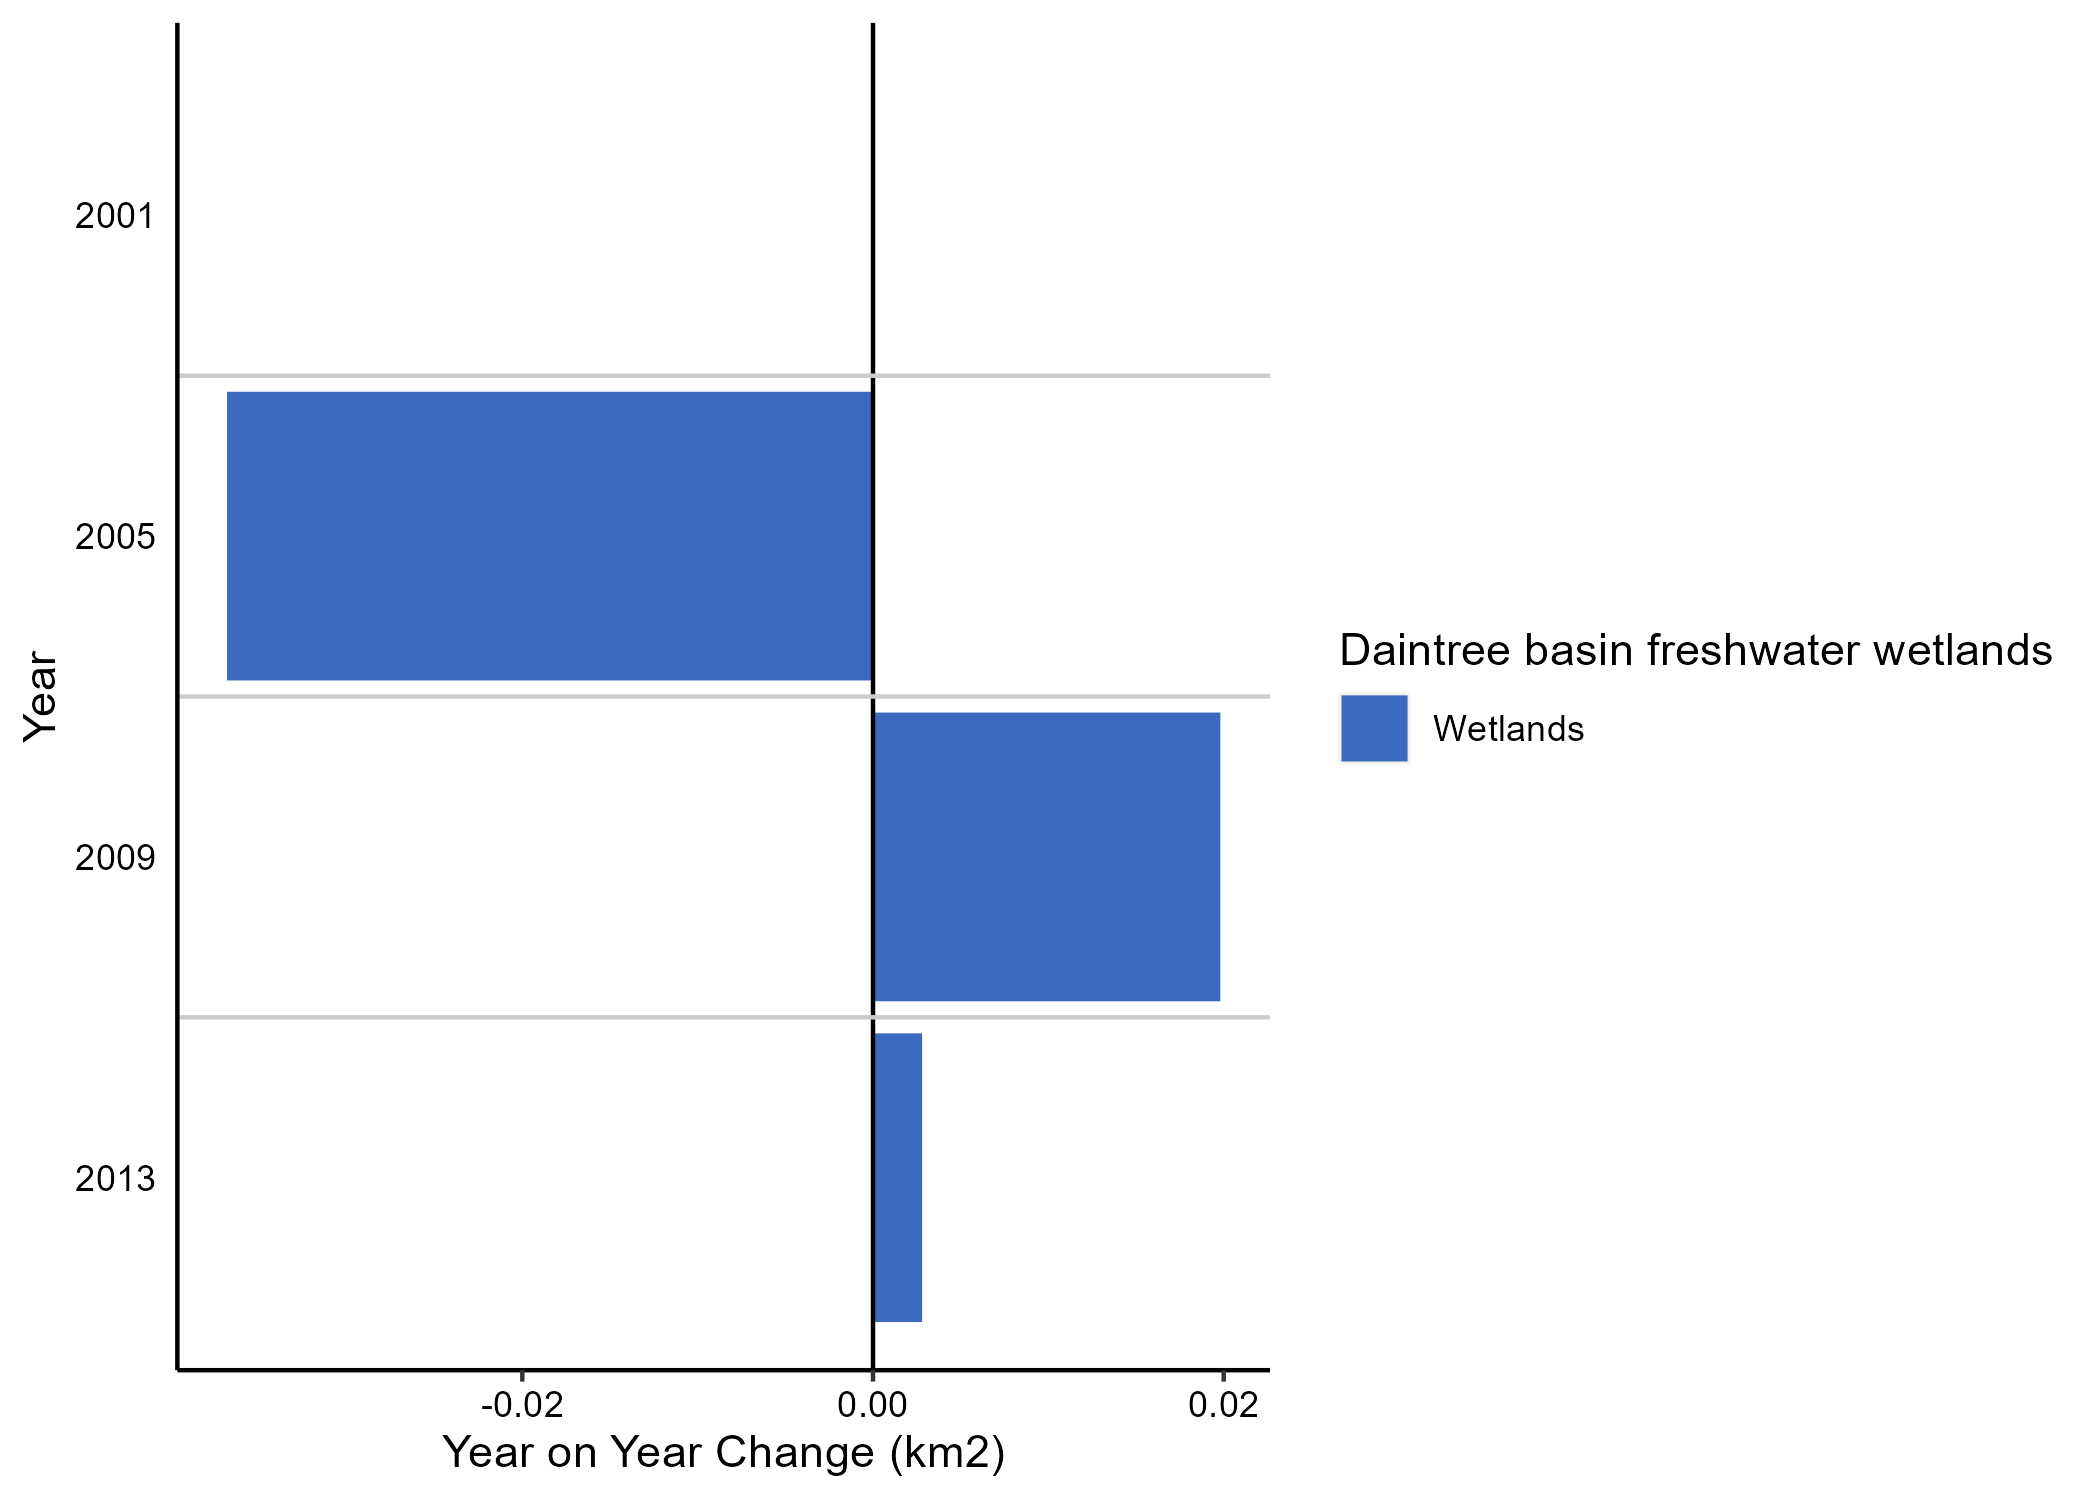 2001
2005
2009
2013
Year
-0.02
0.00
0.02
Year on Year Change (km2)
Daintree basin freshwater wetlands
Wetlands